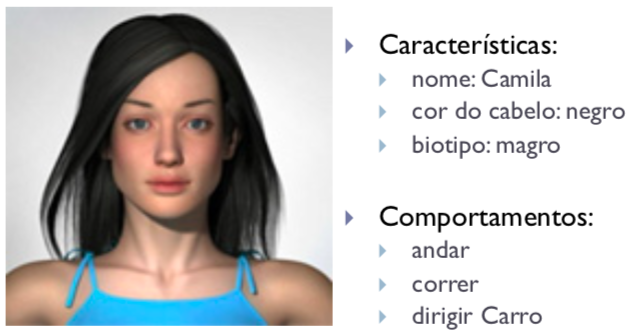 Características:
nome: Camila
cor do cabelo: negro
biotipo: magro
Comportamentos:
andar
correr
dirigir Carro